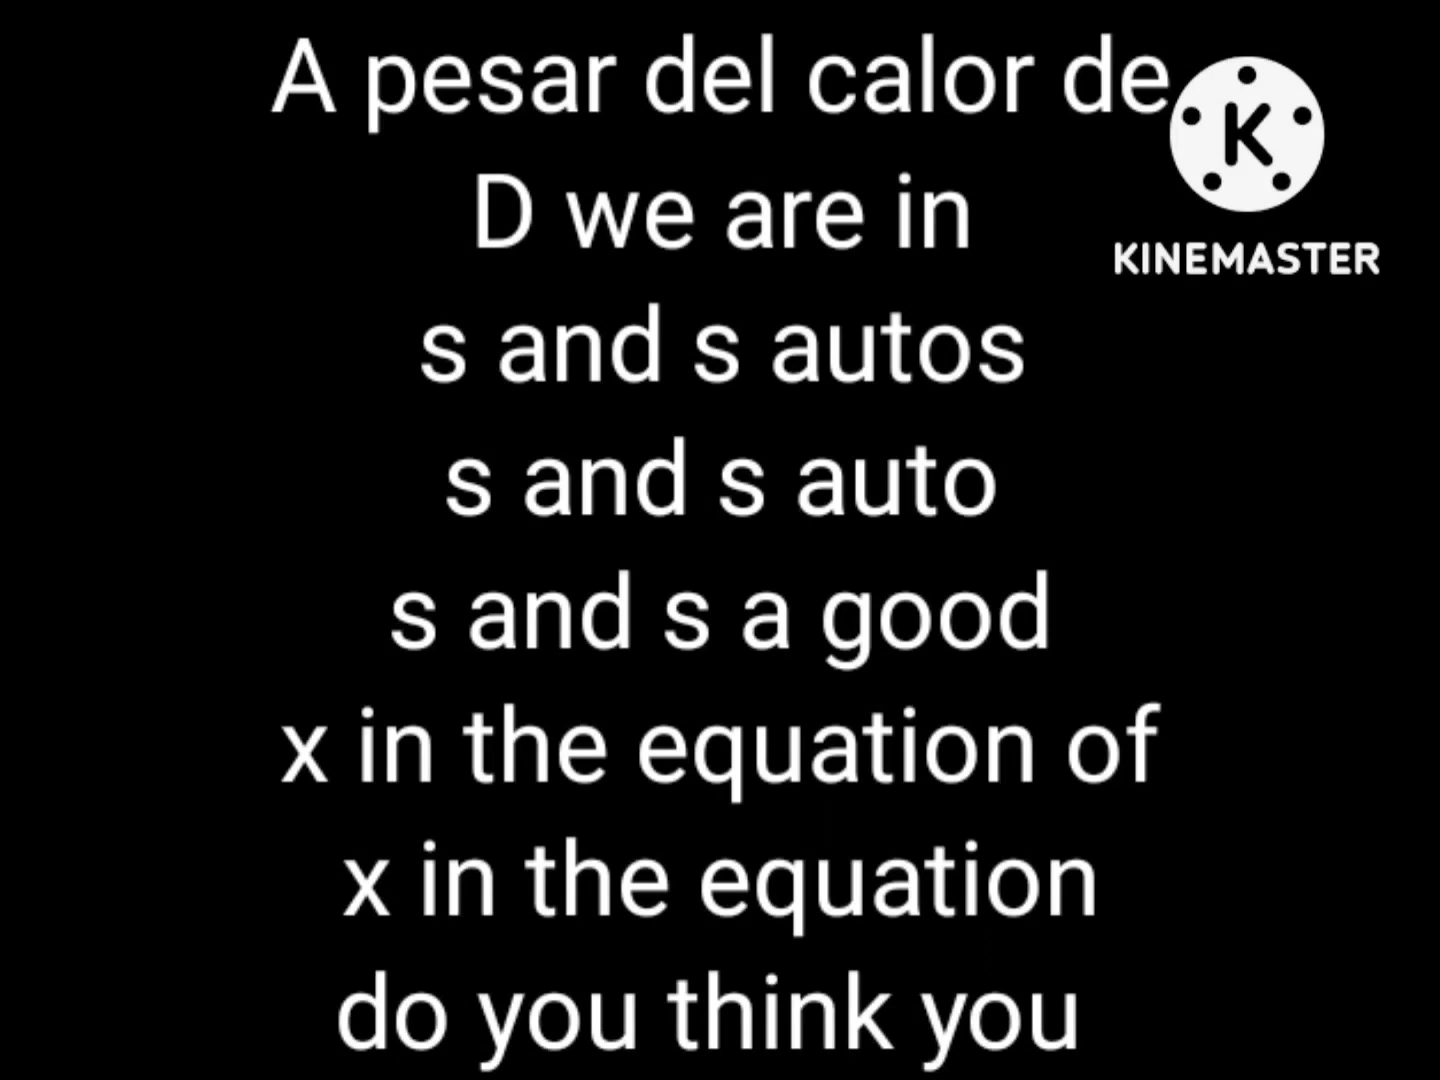 A pesar del calor de
D we are in
s and s autos
s and s auto
s and s a good
x in the equation of
x in the equation
do you think you
K
KINEMASTER